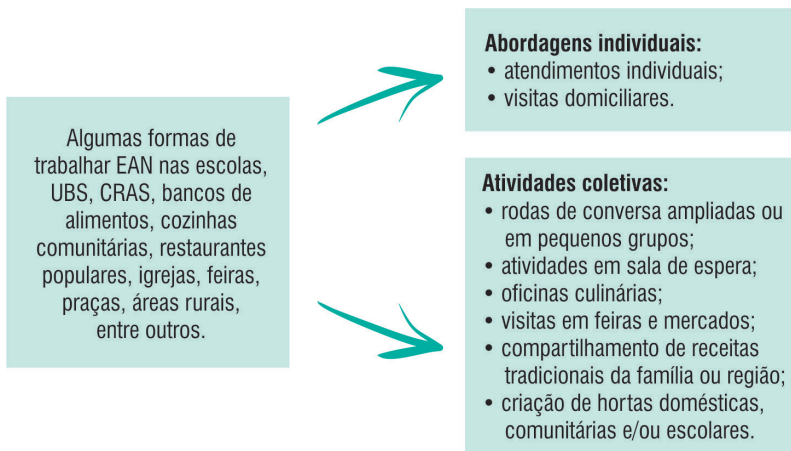 Algumas formas de
trabalhar EAN nas escolas,
UBS, CRAS, bancos de
alimentos, cozinhas
comunitárias, restaurantes
populares, igrejas, feiras,
praças, áreas rurais,
entre outros.
Abordagens individuais:
• atendimentos individuais;
• visitas domiciliares.
Atividades coletivas:
• rodas de conversa ampliadas ou
em pequenos grupos;
• atividades em sala de espera;
• oficinas culinárias;
• visitas em feiras e mercados;
• compartilhamento de receitas
tradicionais da família ou região;
• criação de hortas domésticas,
comunitárias e/ou escolares.